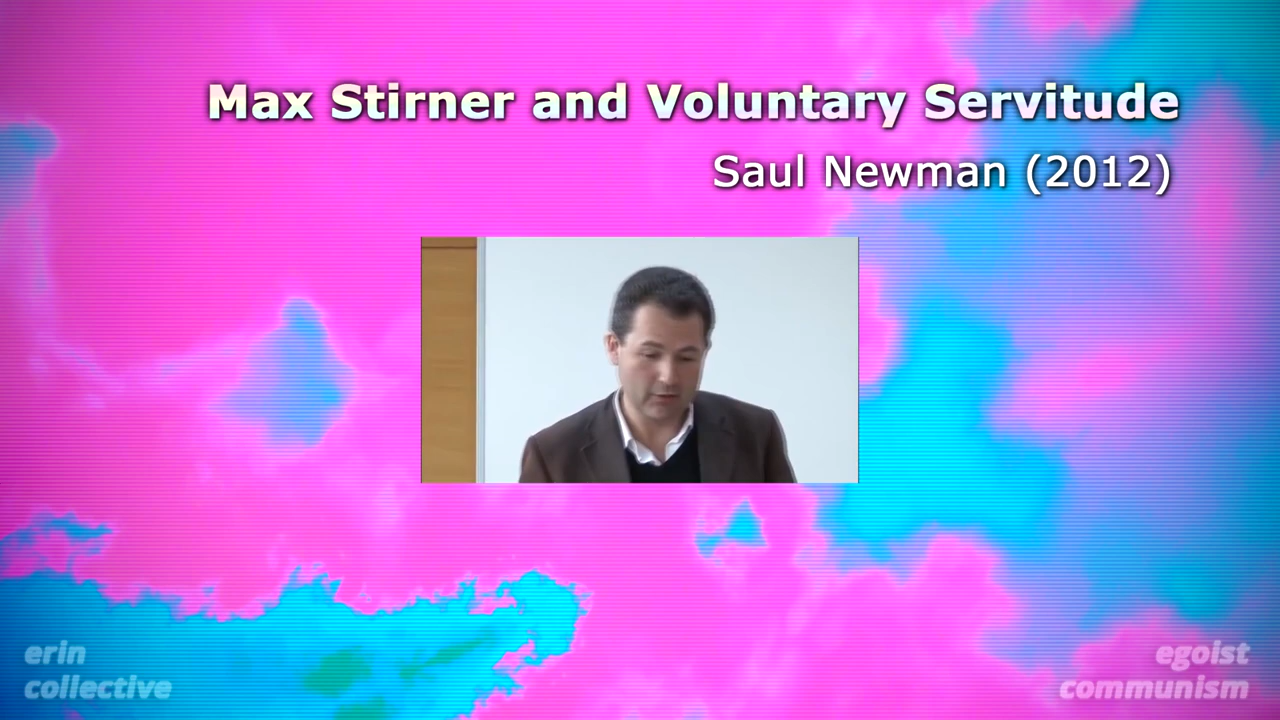 Max Stirner and Voluntary Servitude
Saul Newman (2012)
erin
collective
egoist
communism